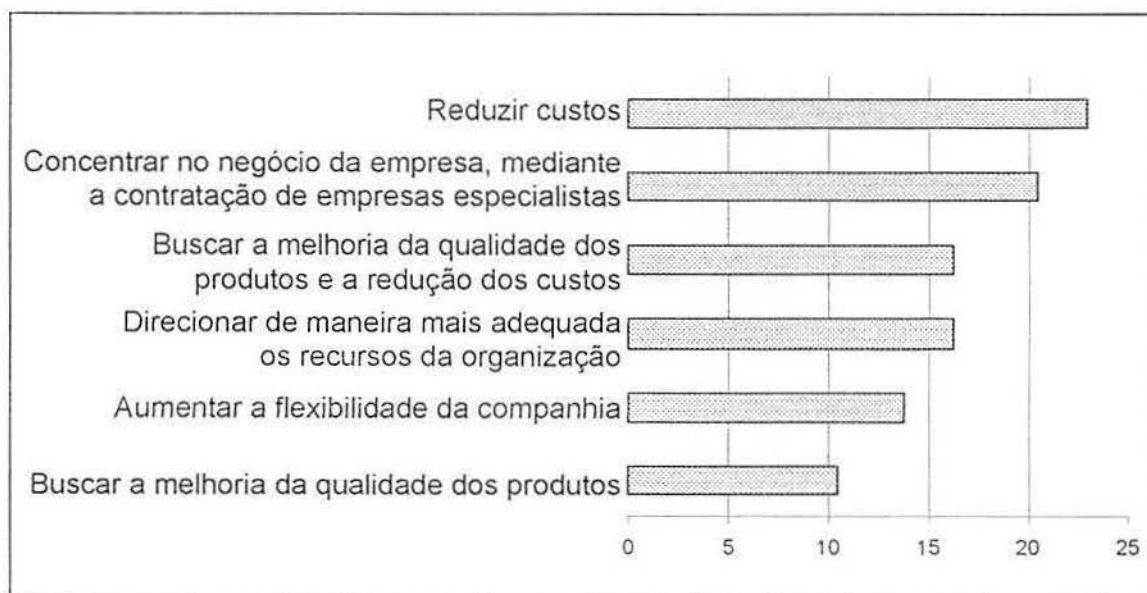 Reduzir custos
Concentrar no negócio da empresa, mediante
a contratação de empresas especialistas
Buscar a melhoria da qualidade dos
produtos e a redução dos custos
Direcionar de maneira mais adequada
os recursos da organização
Aumentar a flexibilidade da companhia
Buscar a melhoria da qualidade dos produtos
0 5 10 15 20 25